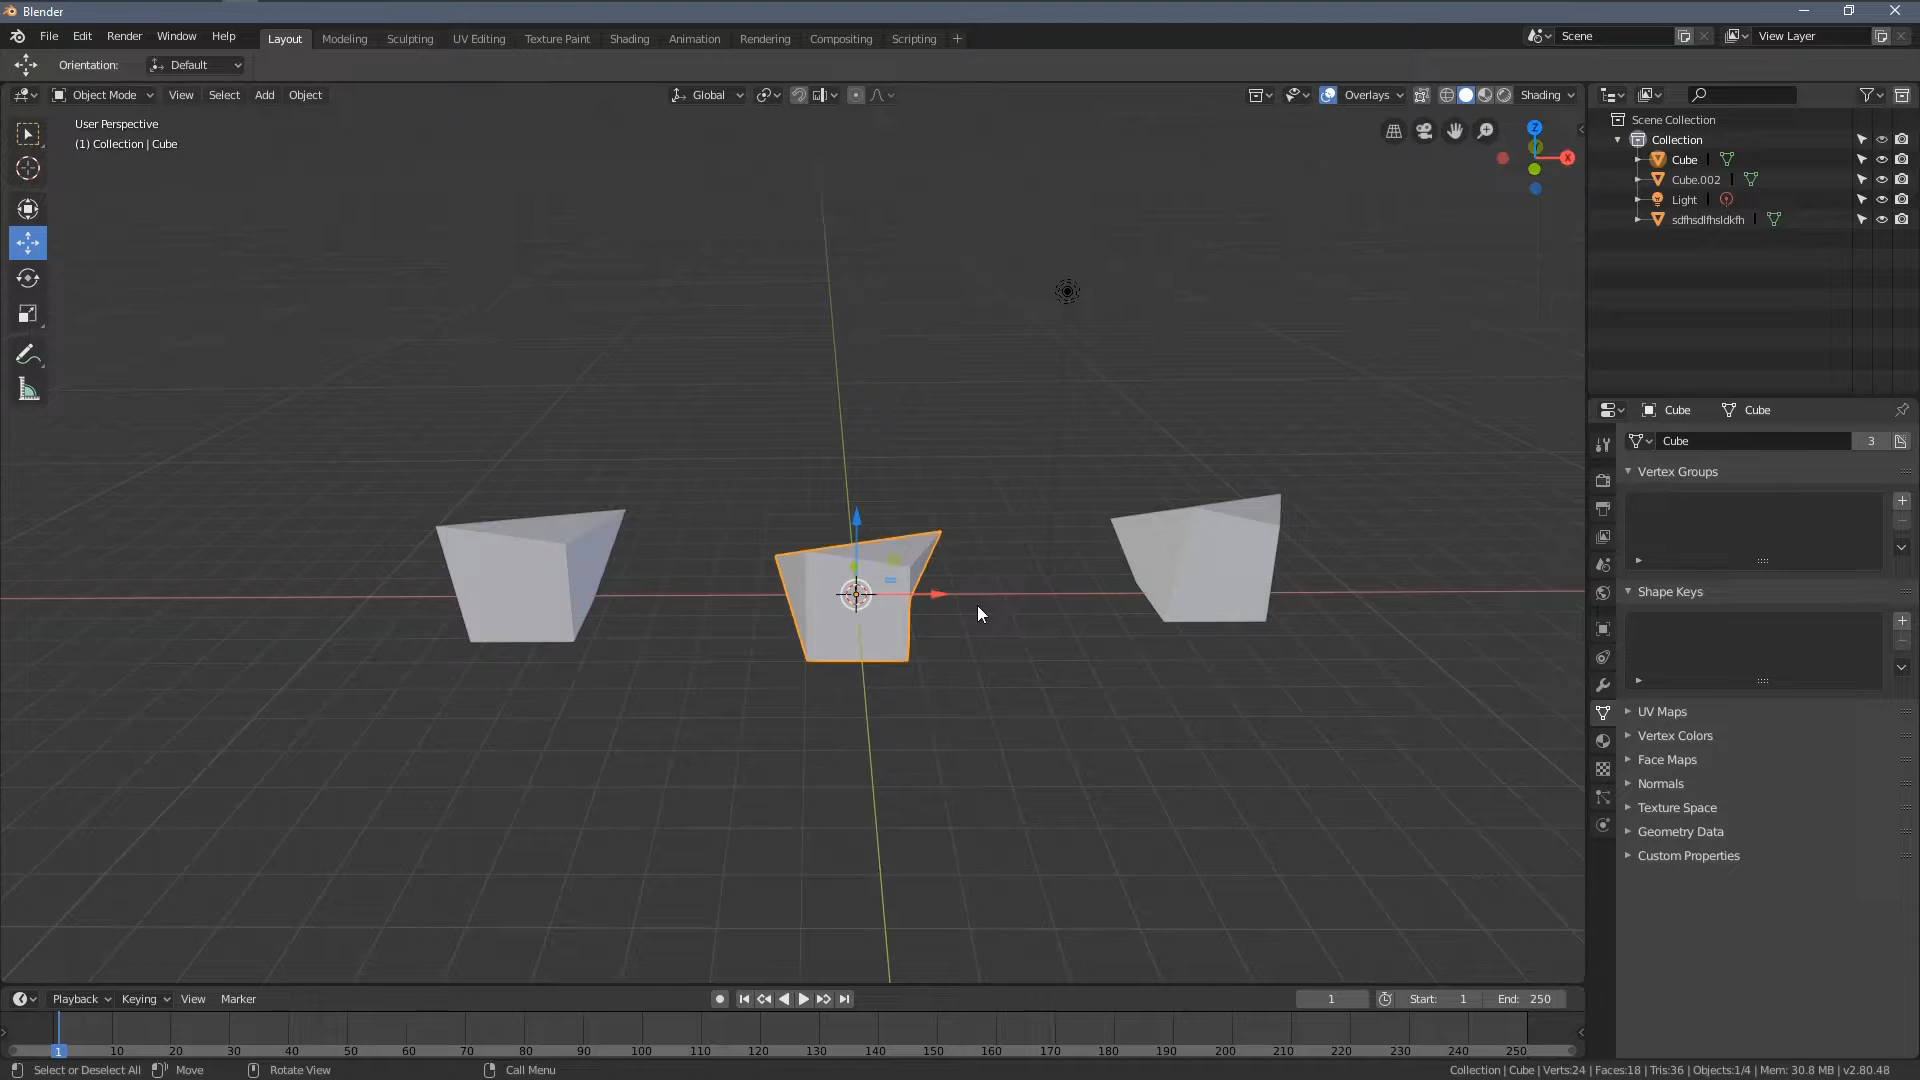 Blender
File Edit Render Window Help Layout Modeling Sculpting UV Editing Texture Paint Shading Animation Rendering Compositing Scripting + Scene View Layer
Orientation: Default
Object Mode View Select Add Object Global Overlays Shading
User Perspective
(1) Collection | Cube
Z
Y
X
Scene Collection
Collection
Cube
Cube.002
Light
sdfhsdlfhsldkfh
Cube Cube
Cube 3
Vertex Groups
Shape Keys
UV Maps
Vertex Colors
Face Maps
Normals
Texture Space
Geometry Data
Custom Properties
Playback Keying View Marker 1 Start: 1 End: 250
1 10 20 30 40 50 60 70 80 90 100 110 120 130 140 150 160 170 180 190 200 210 220 230 240 250
Select or Deselect All Move Rotate View Call Menu Collection | Cube | Verts:24 | Faces:18 | Tris:36 | Objects:1/4 | Mem: 30.8 MB | v2.80.48